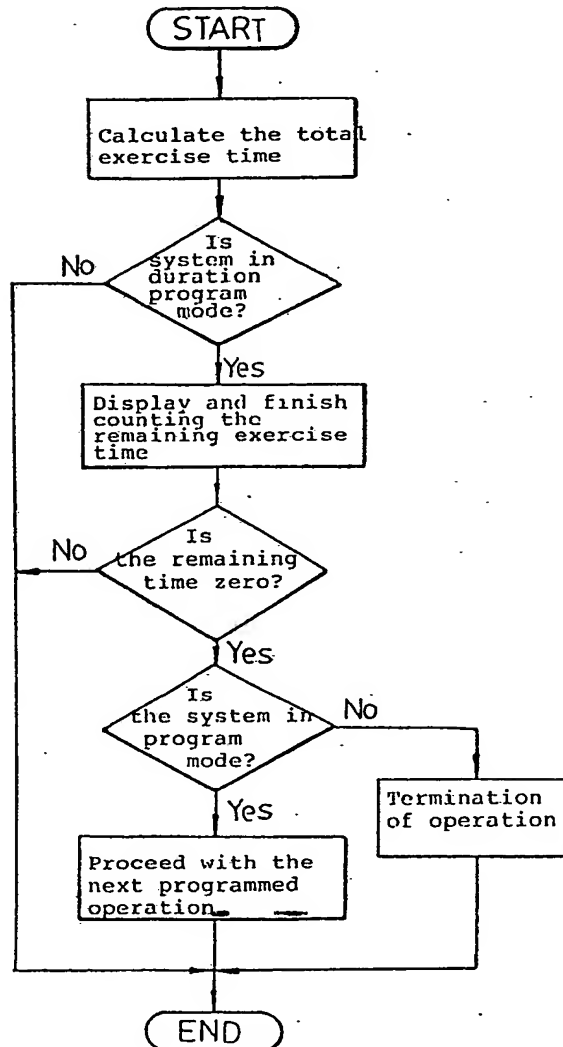 START
Calculate the total
exercise time
Is
system in
duration
program
mode?
No
Yes
Display and finish
counting the
remaining exercise
time
Is
the remaining
time zero?
No
Yes
Is
the system in
program
mode?
No
Yes
Termination
of operation
Proceed with the
next programmed
operation
END